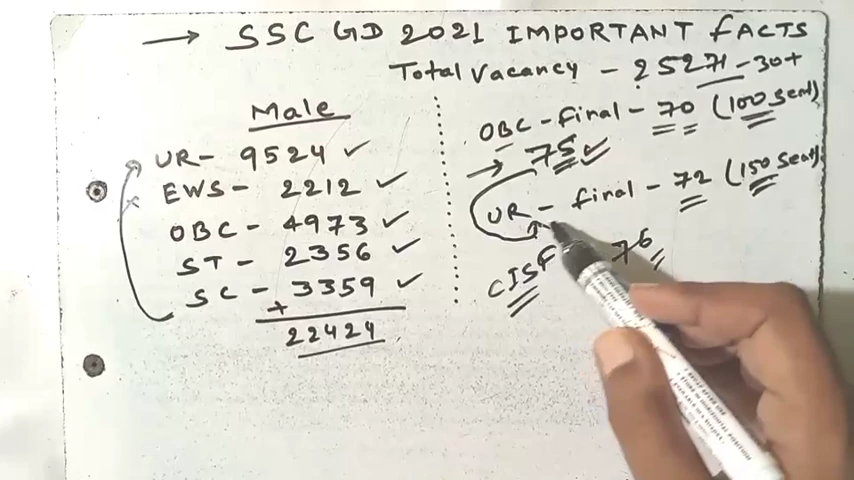 → SSC GD 2021 IMPORTANT FACTS
Total Vacancy - 25271 - 30+
Male
UR - 9524 ✓
EWS - 2212 ✓
OBC - 4973 ✓
ST - 2356 ✓
SC - 3359 ✓
+
22424
OBC - final - 70 (100 Seat)
→ 75 ✓
UR - final - 72 (150 Seat)
CISF 76